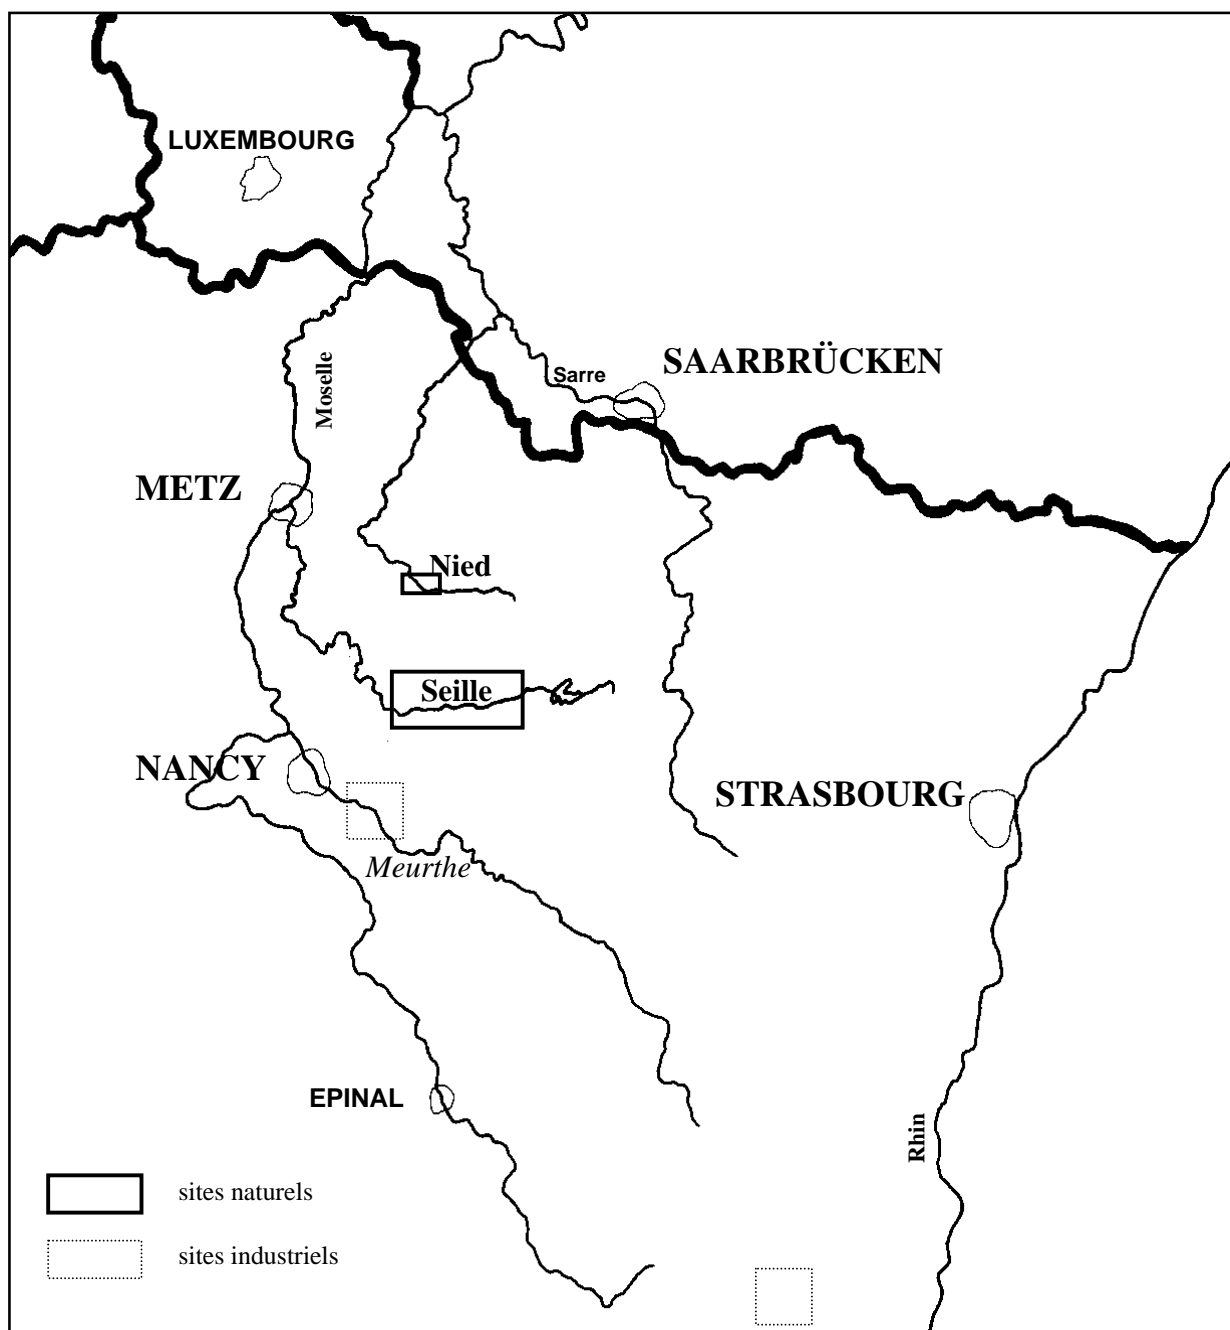 LUXEMBOURG
SAARBRÜCKEN
Sarre
Moselle
METZ
Nied
Seille
NANCY
STRASBOURG
Meurthe
EPINAL
Rhin
sites naturels
sites industriels